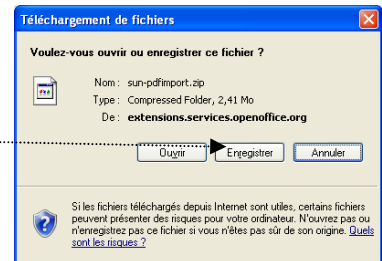 Téléchargement de fichiers
Voulez-vous ouvrir ou enregistrer ce fichier ?
Nom : sun-pdfimport.zip
Type : Compressed Folder, 2,41 Mo
De : extensions.services.openoffice.org
Ouvrir Enregistrer Annuler
Si les fichiers téléchargés depuis Internet sont utiles, certains fichiers
peuvent présenter des risques pour votre ordinateur. N'ouvrez pas ou
n'enregistrez pas ce fichier si vous n'êtes pas sûr de son origine. Quels
sont les risques ?